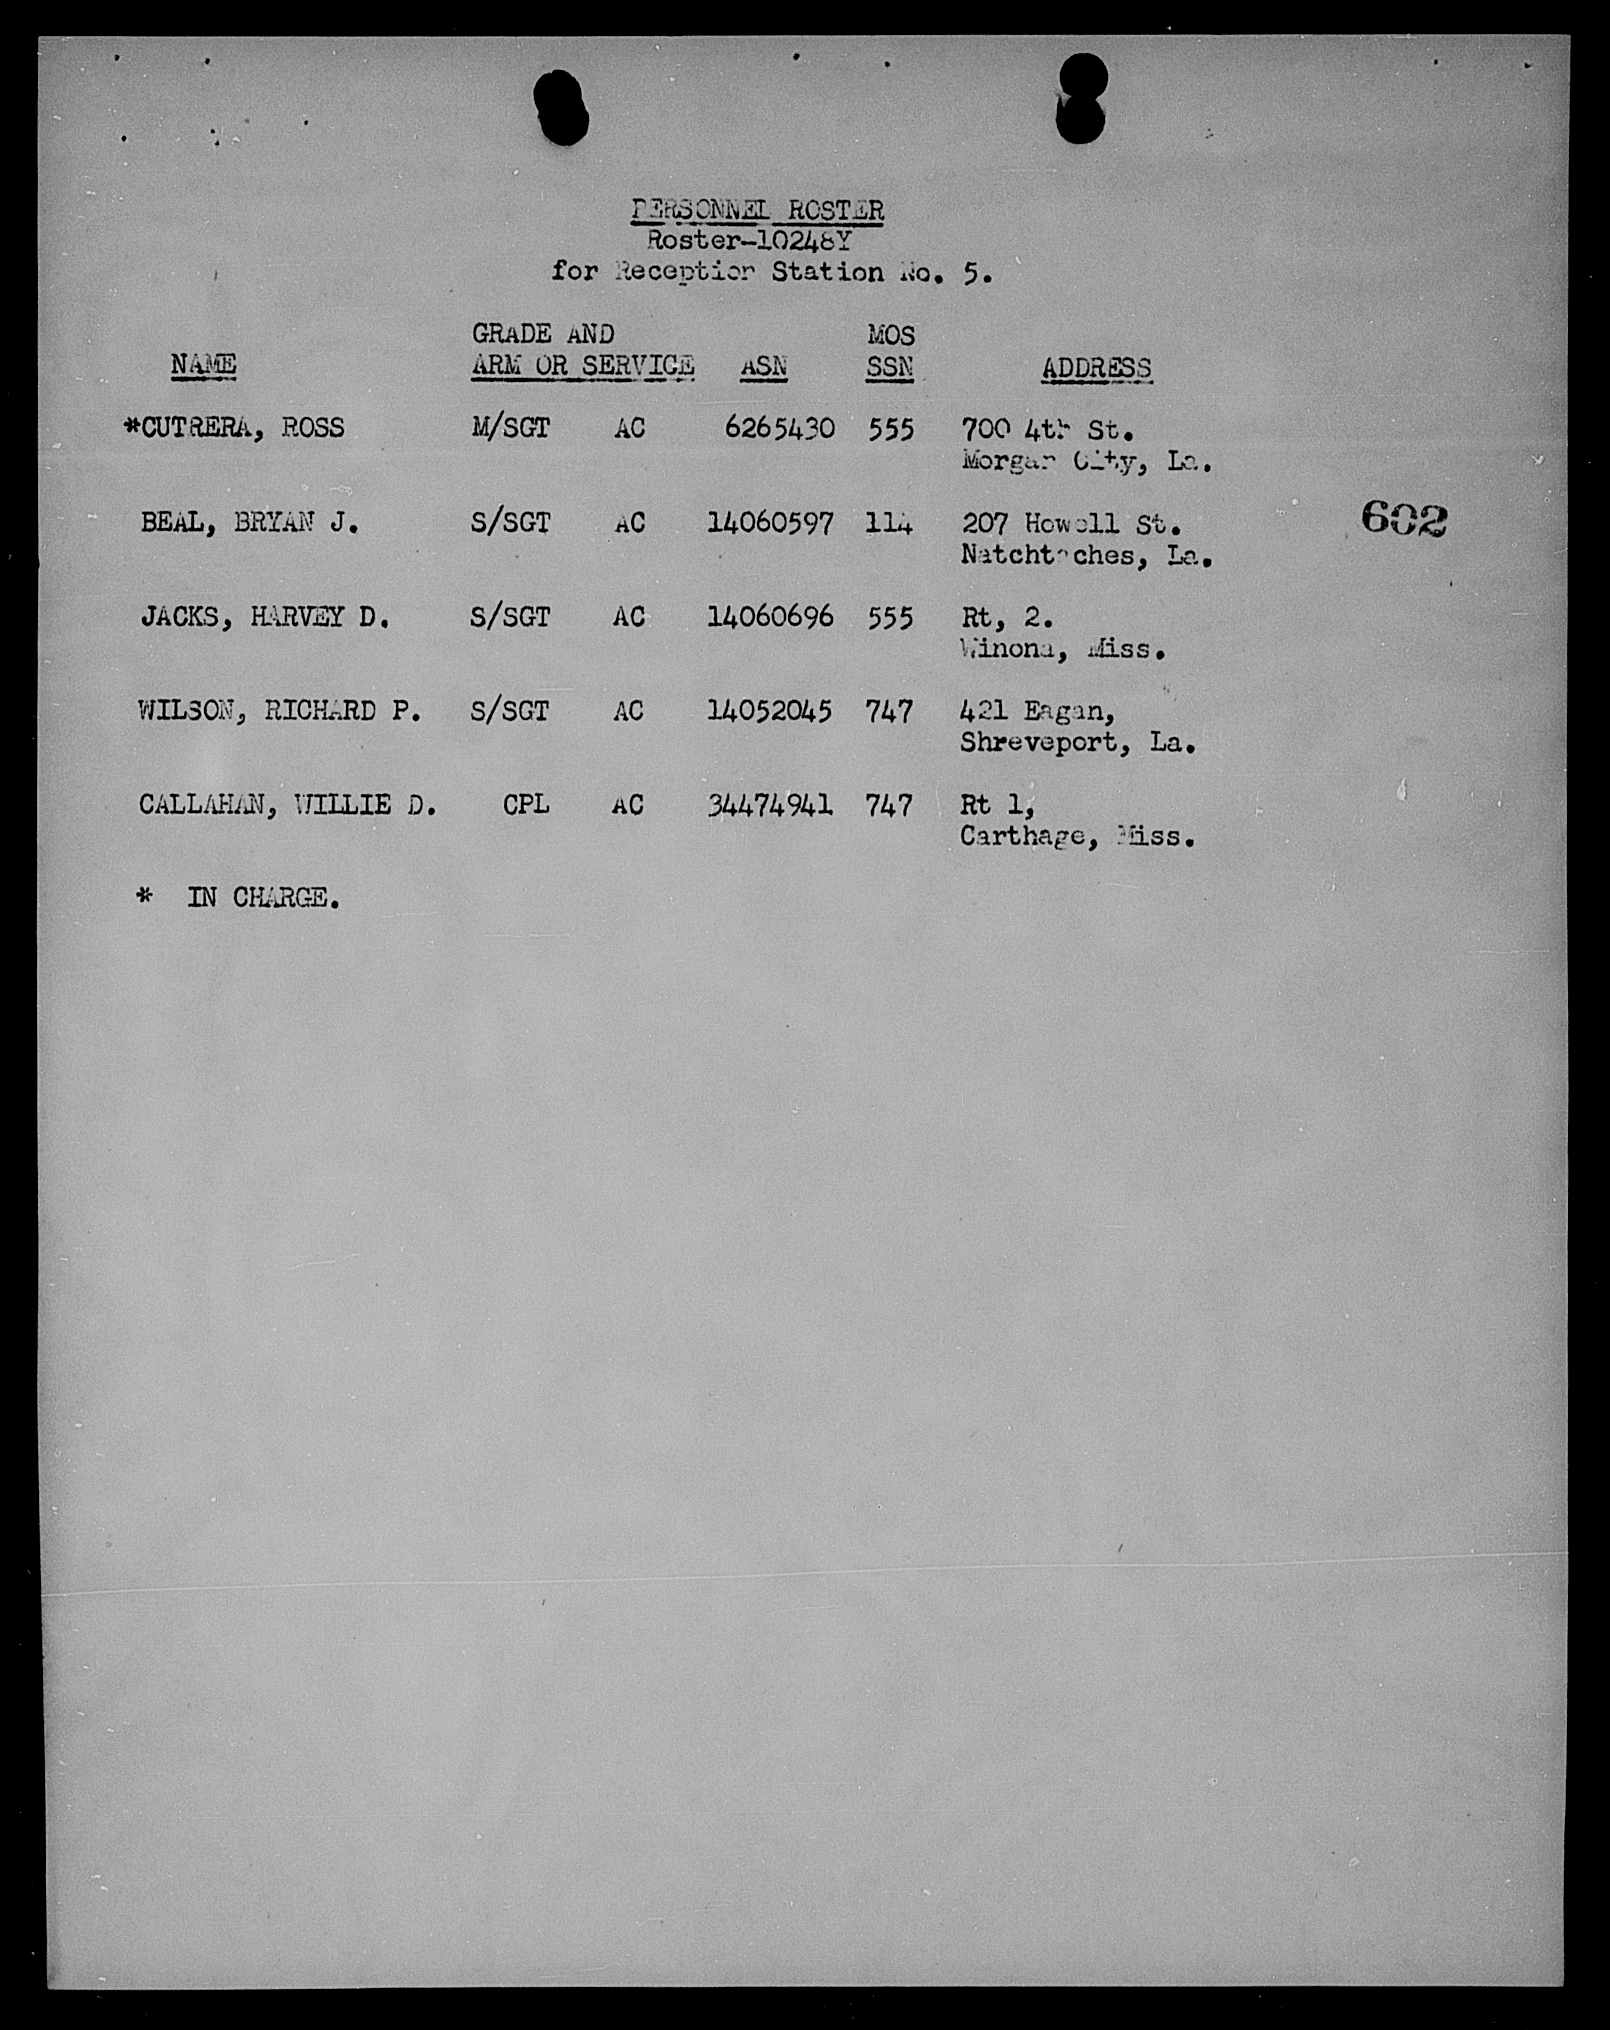 PERSONNEL ROSTER
Roster-10248Y
for Reception Station No. 5.
GRADE AND MOS
NAME ARM OR SERVICE ASN SSN ADDRESS
*CUTRERA, ROSS M/SGT AC 6265430 555 700 4th St.
Morgan City, La.
BEAL, BRYAN J. S/SGT AC 14060597 114 207 Howell St. 602
Natchtoches, La.
JACKS, HARVEY D. S/SGT AC 14060696 555 Rt, 2.
Winona, Miss.
WILSON, RICHARD P. S/SGT AC 14052045 747 421 Eagan,
Shreveport, La.
CALLAHAN, WILLIE D. CPL AC 34474941 747 Rt 1,
Carthage, Miss.
* IN CHARGE.